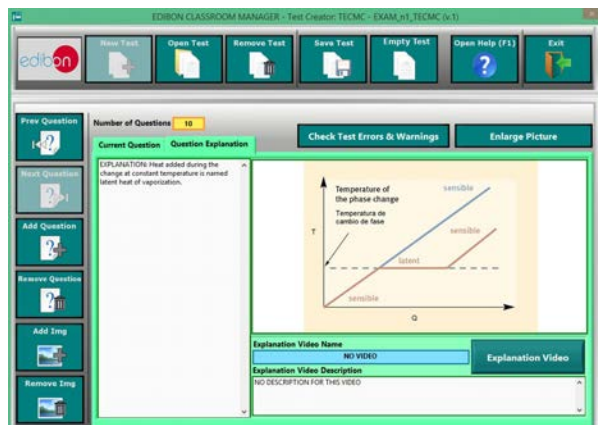 EDIBON CLASSROOM MANAGER - Test Creator: TECMC - EXAM_n1_TECMC (v.1)
edibon
New Test
Open Test
Remove Test
Save Test
Empty Test
Open Help (F1)
Exit
Prev Question
Next Question
Add Question
Remove Question
Add Img
Remove Img
Number of Questions 10
Current Question
Question Explanation
Check Test Errors & Warnings
Enlarge Picture
EXPLANATION: Heat added during the
change at constant temperature is named
latent heat of vaporization.
Temperature of
the phase change
Temperatura de
cambio de fase
sensible
T
sensible
latent
sensible
Q
Explanation Video Name
NO VIDEO
Explanation Video
Explanation Video Description
NO DESCRIPTION FOR THIS VIDEO